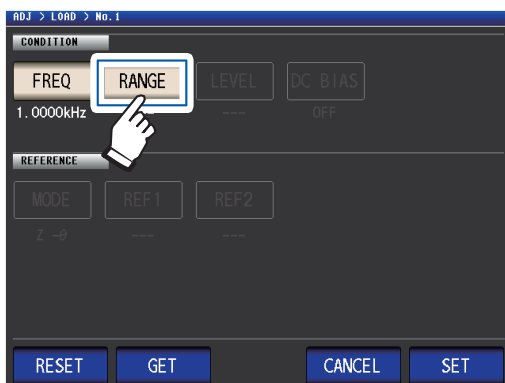 ADJ > LOAD > No.1
CONDITION
FREQ RANGE LEVEL DC BIAS
1.0000kHz --- OFF
REFERENCE
MODE REF1 REF2
Z -θ --- ---
RESET GET CANCEL SET